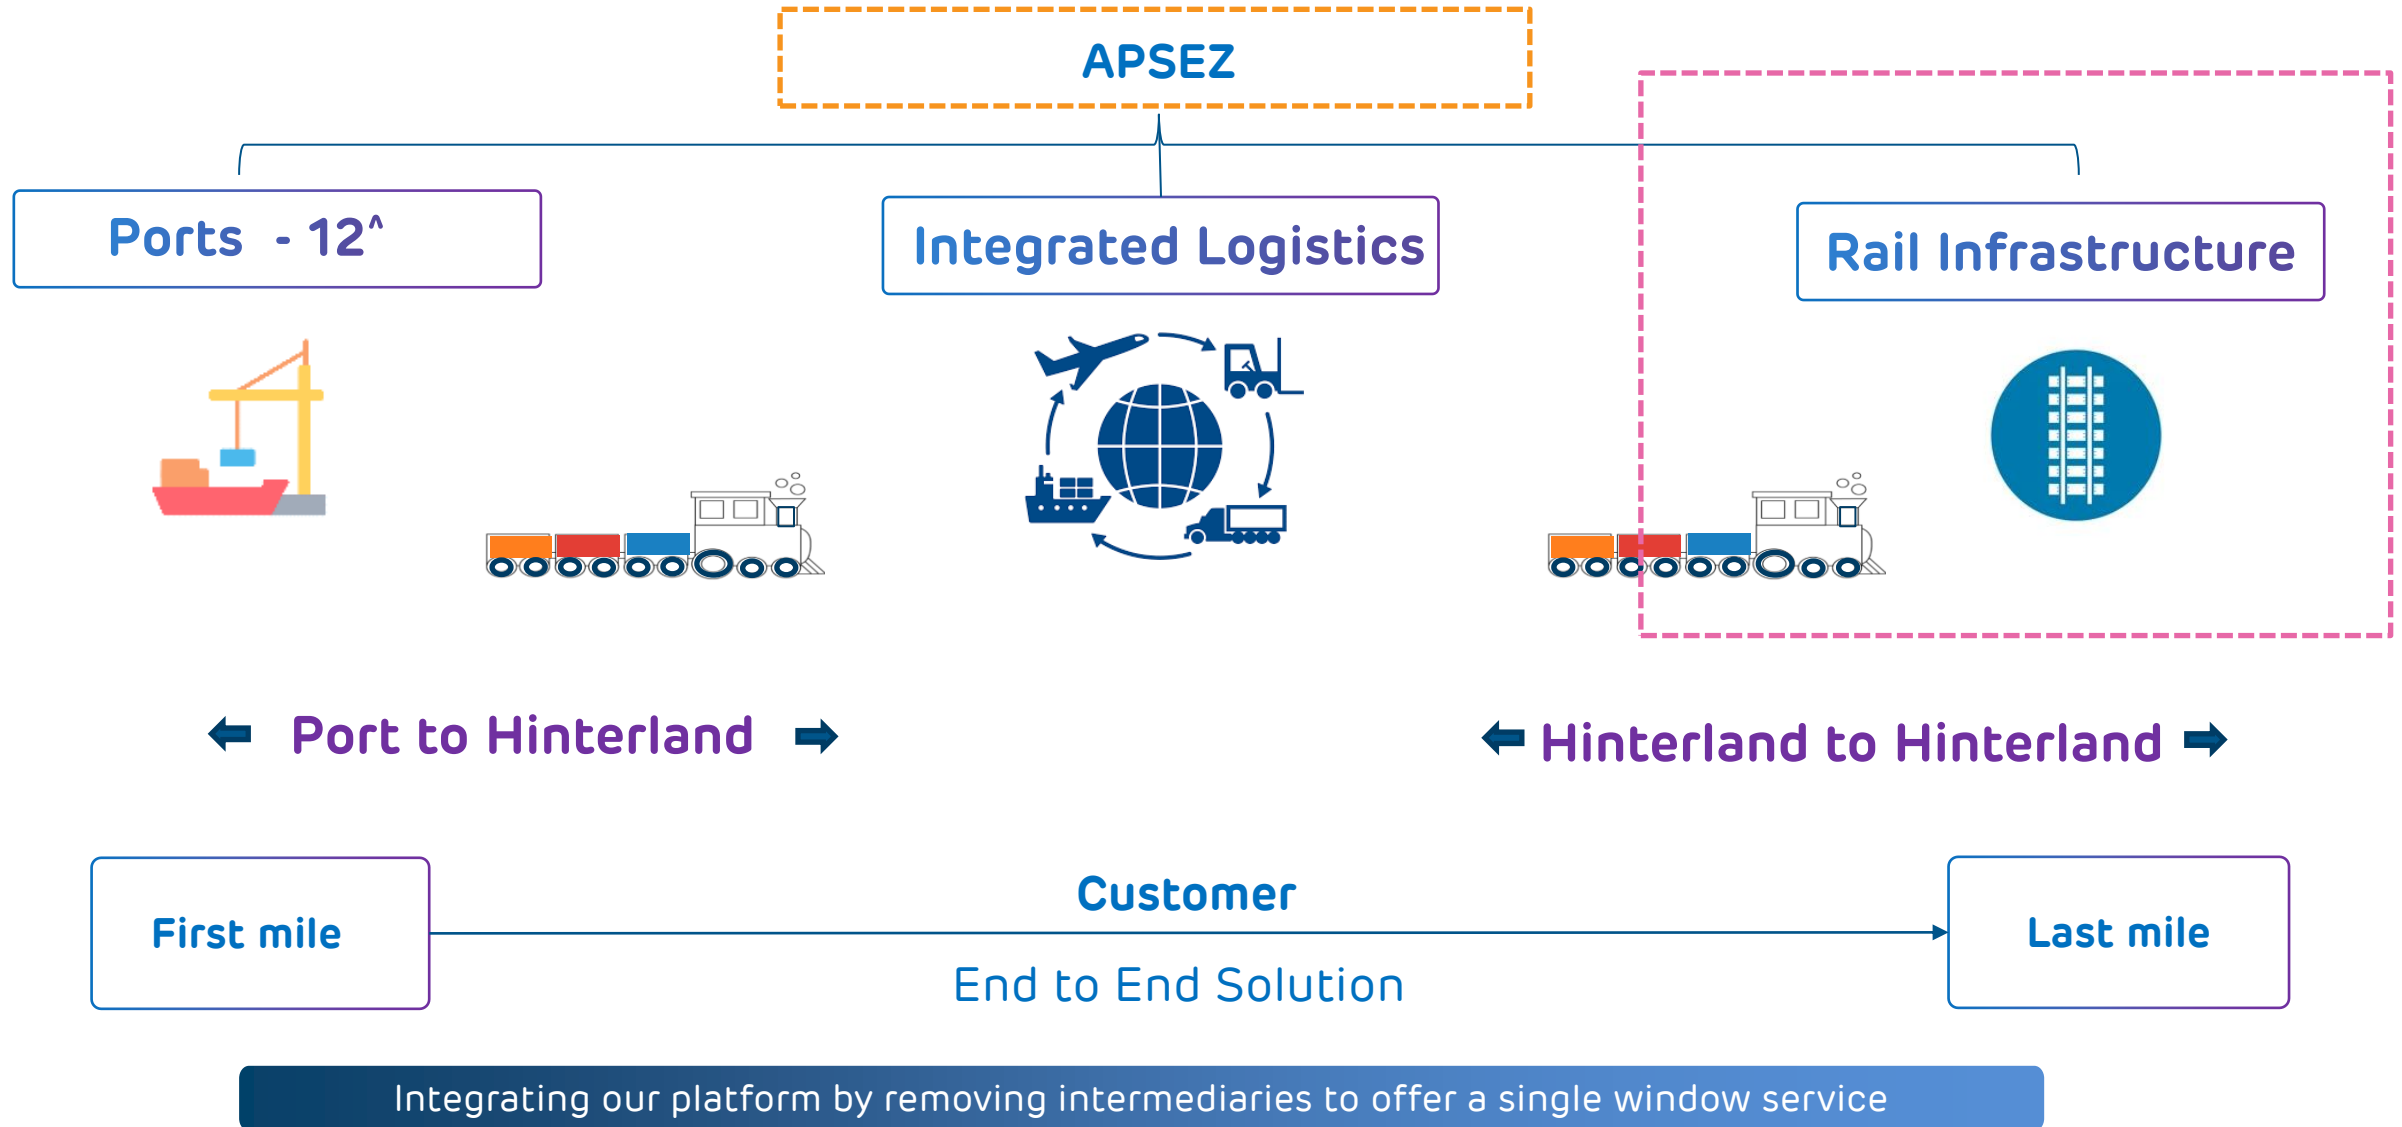 APSEZ
Ports - 12^
Integrated Logistics
Rail Infrastructure
Port to Hinterland
Hinterland to Hinterland
First mile
Customer
End to End Solution
Last mile
Integrating our platform by removing intermediaries to offer a single window service